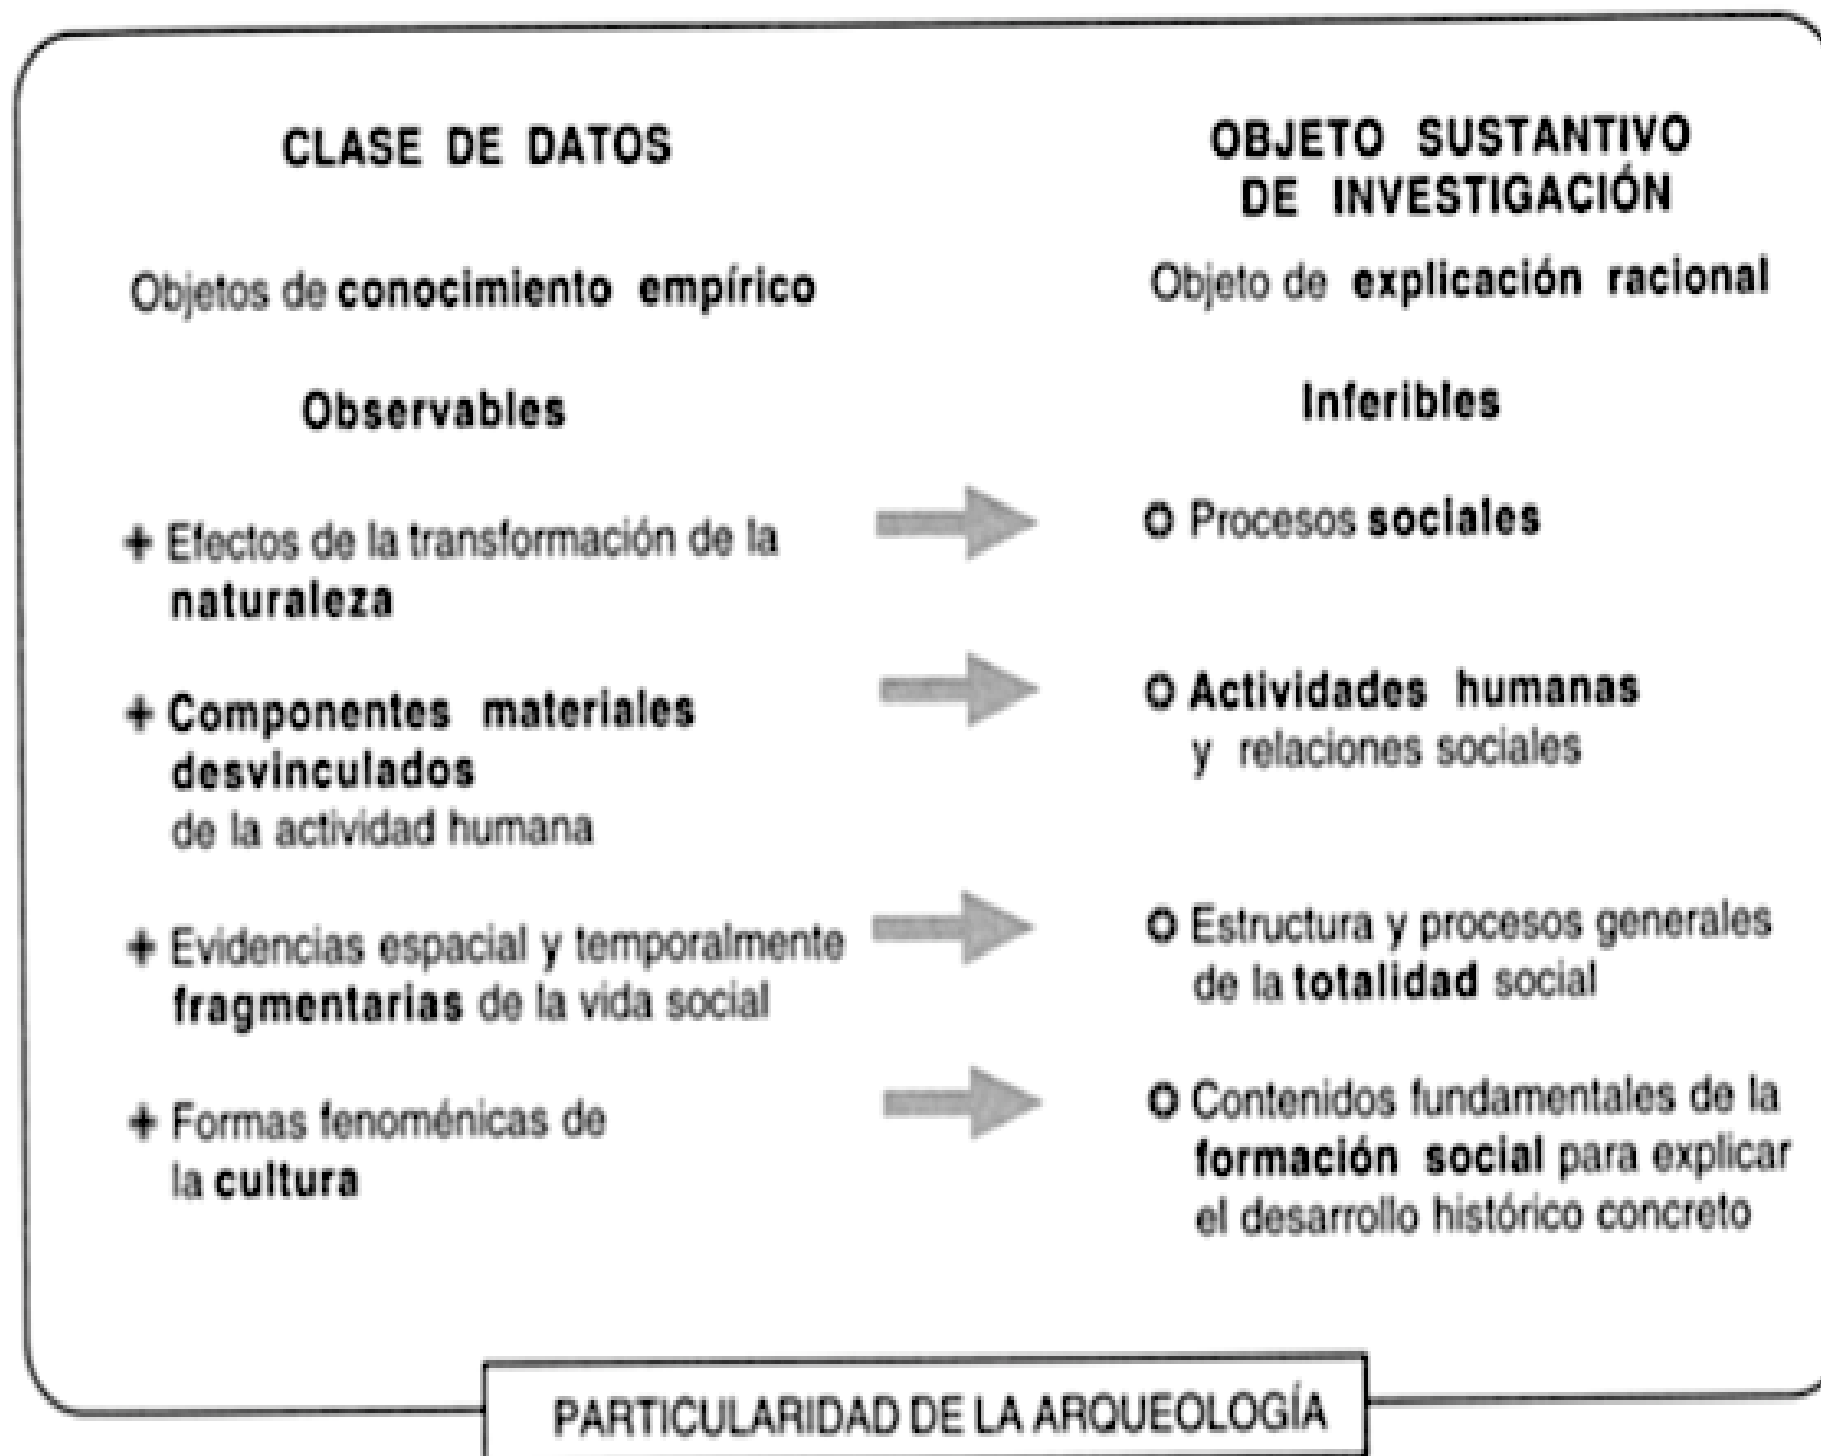 CLASE DE DATOS
Objetos de conocimiento empírico
Observables
+ Efectos de la transformación de la
naturaleza
+ Componentes materiales
desvinculados
de la actividad humana
+ Evidencias espacial y temporalmente
fragmentarias de la vida social
+ Formas fenoménicas de
la cultura
OBJETO SUSTANTIVO
DE INVESTIGACIÓN
Objeto de explicación racional
Inferibles
O Procesos sociales
O Actividades humanas
y relaciones sociales
O Estructura y procesos generales
de la totalidad social
O Contenidos fundamentales de la
formación social para explicar
el desarrollo histórico concreto
PARTICULARIDAD DE LA ARQUEOLOGÍA